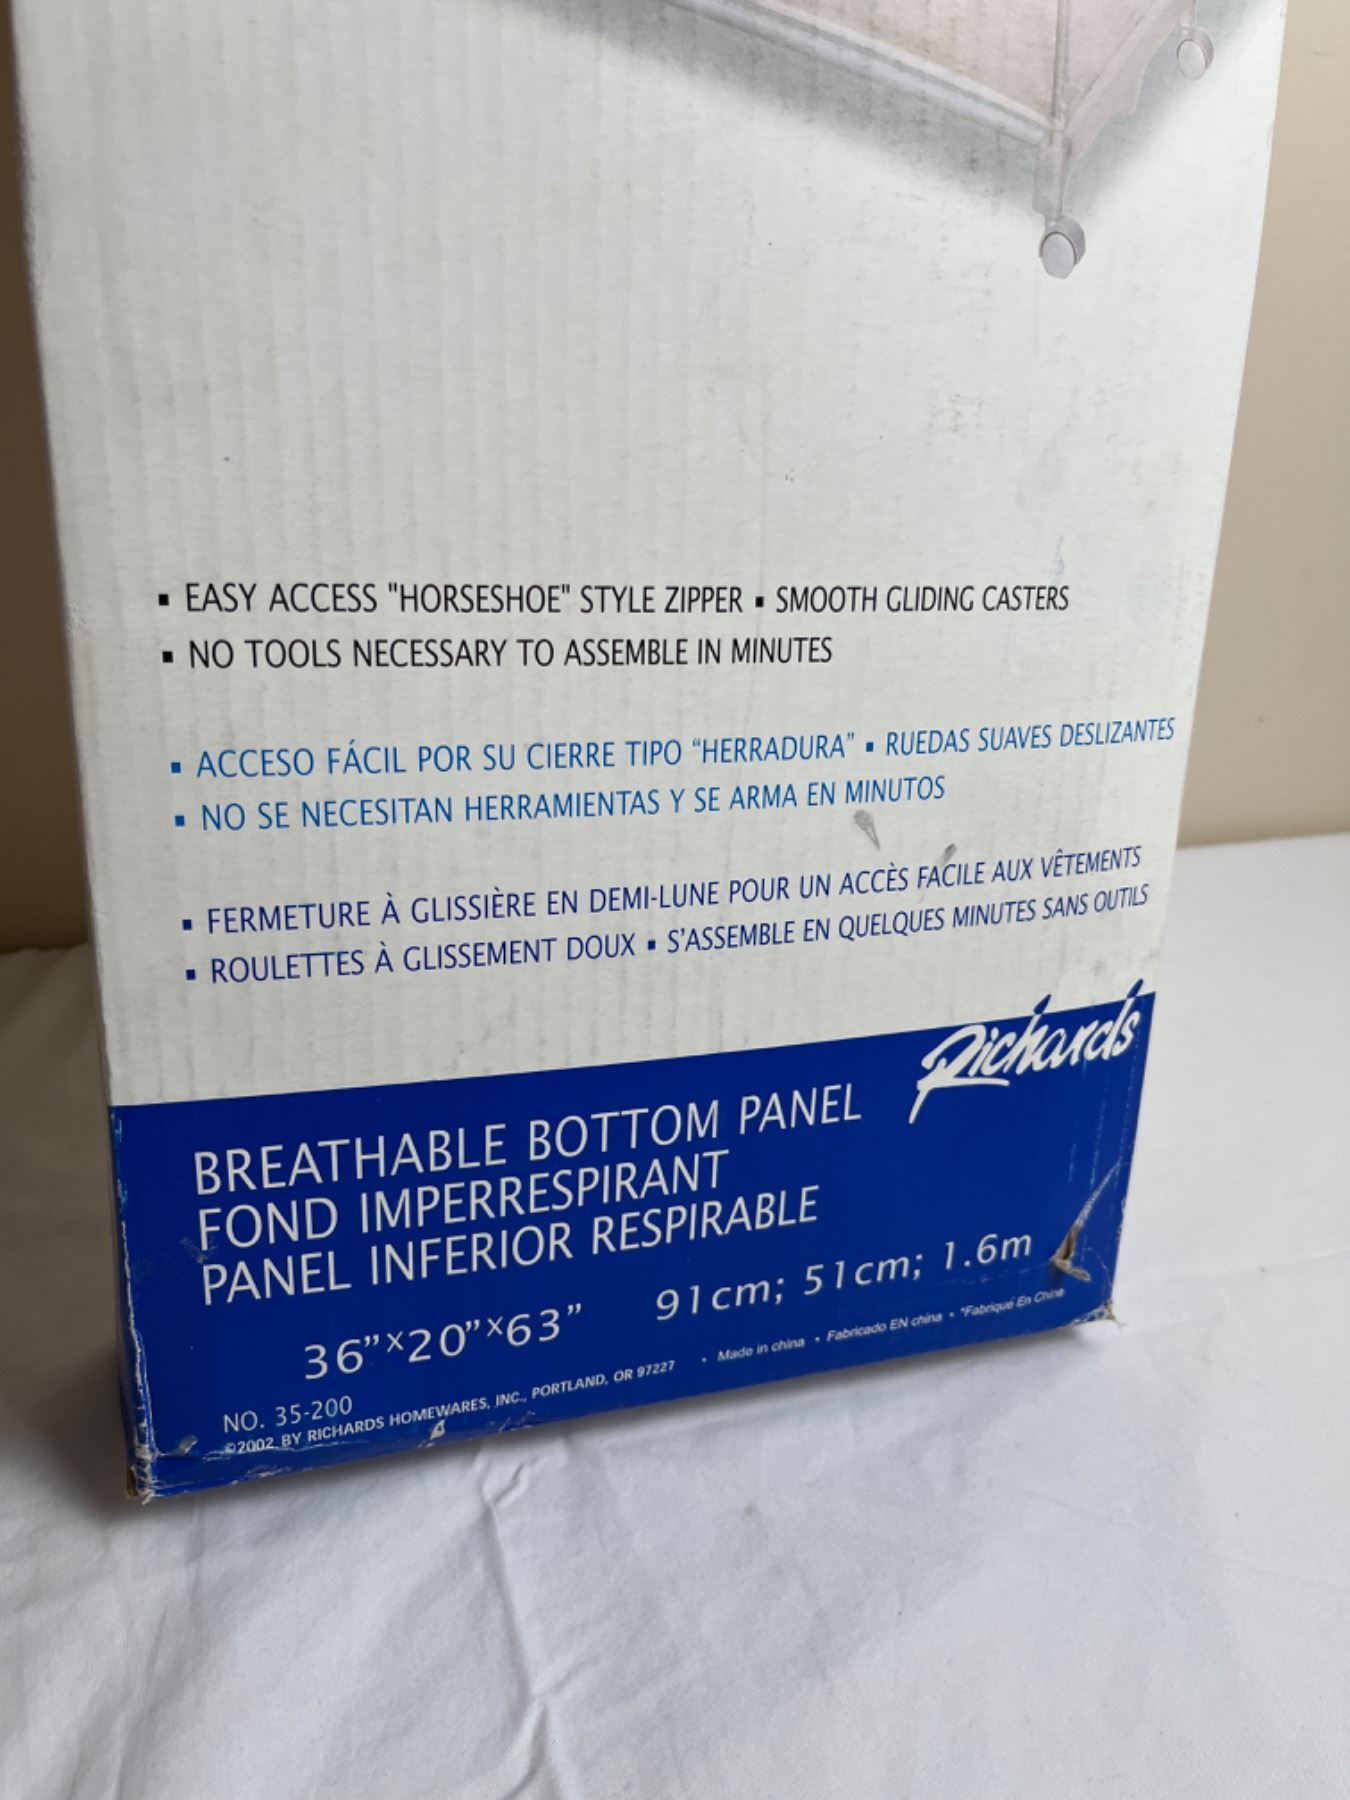 ▪ EASY ACCESS "HORSESHOE" STYLE ZIPPER ▪ SMOOTH GLIDING CASTERS
▪ NO TOOLS NECESSARY TO ASSEMBLE IN MINUTES
▪ ACCESO FÁCIL POR SU CIERRE TIPO “HERRADURA” ▪ RUEDAS SUAVES DESLIZANTES
▪ NO SE NECESITAN HERRAMIENTAS Y SE ARMA EN MINUTOS
▪ FERMETURE À GLISSIÈRE EN DEMI-LUNE POUR UN ACCÈS FACILE AUX VÊTEMENTS
▪ ROULETTES À GLISSEMENT DOUX ▪ S’ASSEMBLE EN QUELQUES MINUTES SANS OUTILS
Richards
BREATHABLE BOTTOM PANEL
FOND IMPERRESPIRANT
PANEL INFERIOR RESPIRABLE
36”x20”x63” 91cm; 51cm; 1.6m
NO. 35-200
©2002 BY RICHARDS HOMEWARES, INC., PORTLAND, OR 97227 • Made in china • Fabricado EN china • *Fabriqué En Chine